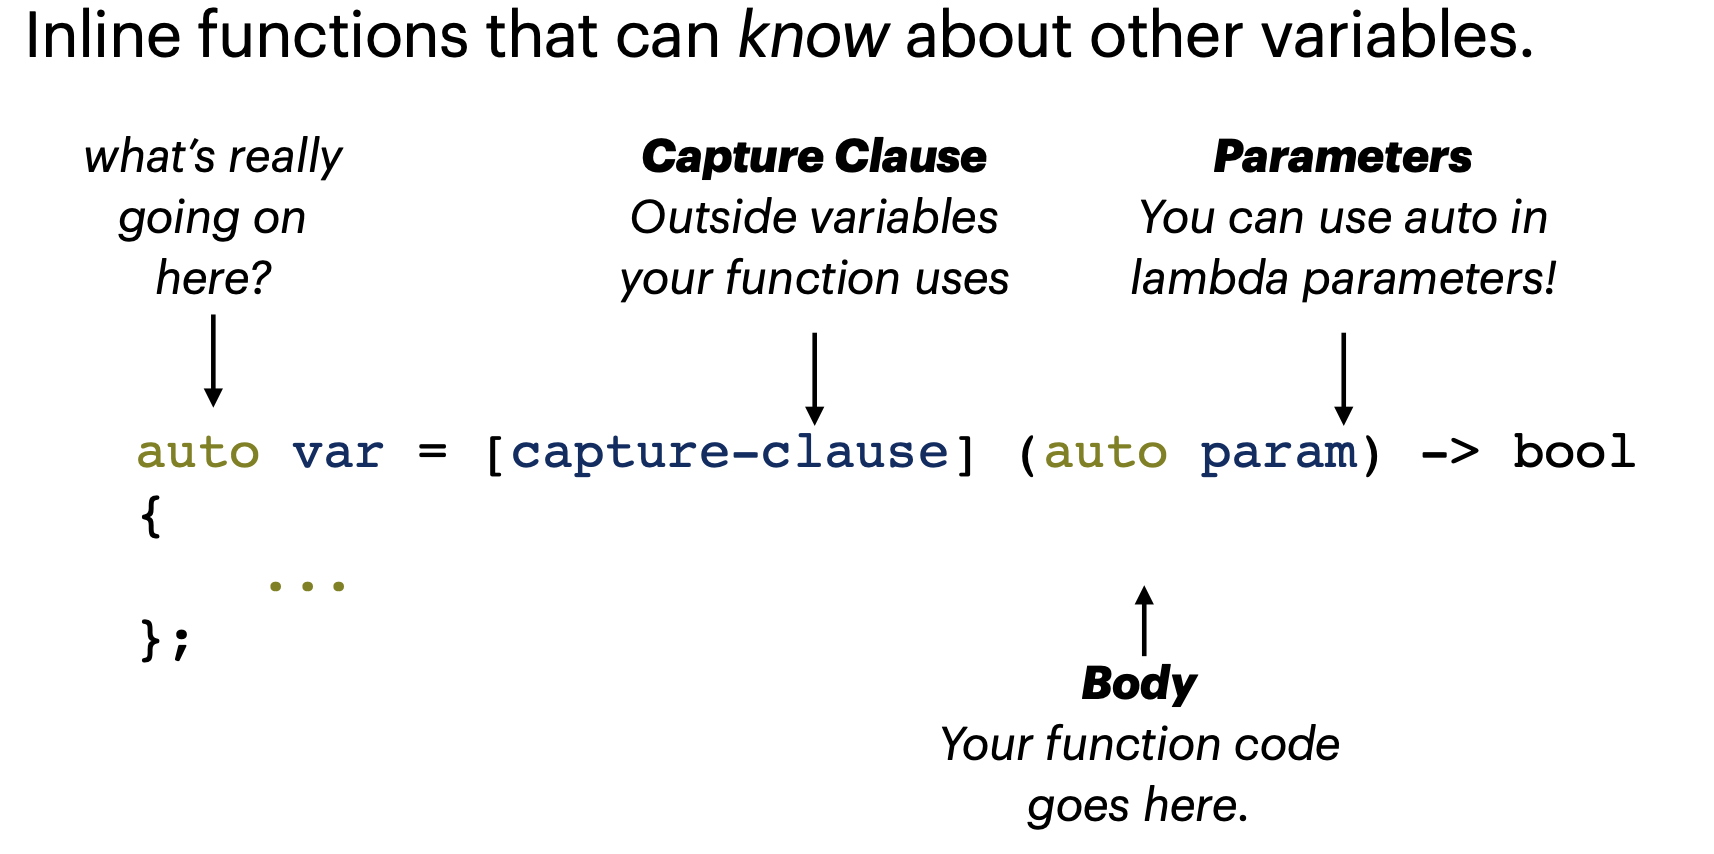 Inline functions that can know about other variables.
what's really
going on
here?
Capture Clause
Outside variables
your function uses
Parameters
You can use auto in
lambda parameters!
auto var = [capture-clause] (auto param) -> bool
{
...
};
Body
Your function code
goes here.